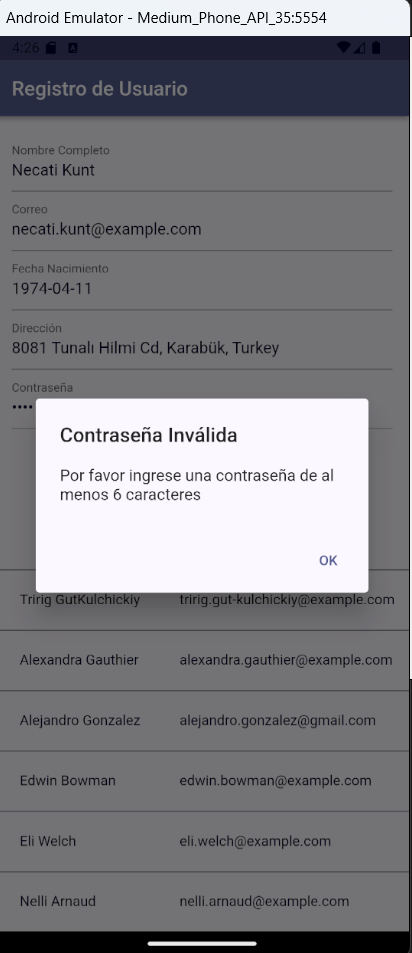 Android Emulator - Medium_Phone_API_35:5554
4:26
Registro de Usuario
Nombre Completo
Necati Kunt
Correo
necati.kunt@example.com
Fecha Nacimiento
1974-04-11
Dirección
8081 Tunalı Hilmi Cd, Karabük, Turkey
Contraseña
••••
Contraseña Inválida
Por favor ingrese una contraseña de al
menos 6 caracteres
OK
Tririg GutKulchickiy tririg.gut-kulchickiy@example.com
Alexandra Gauthier alexandra.gauthier@example.com
Alejandro Gonzalez alejandro.gonzalez@gmail.com
Edwin Bowman edwin.bowman@example.com
Eli Welch eli.welch@example.com
Nelli Arnaud nelli.arnaud@example.com